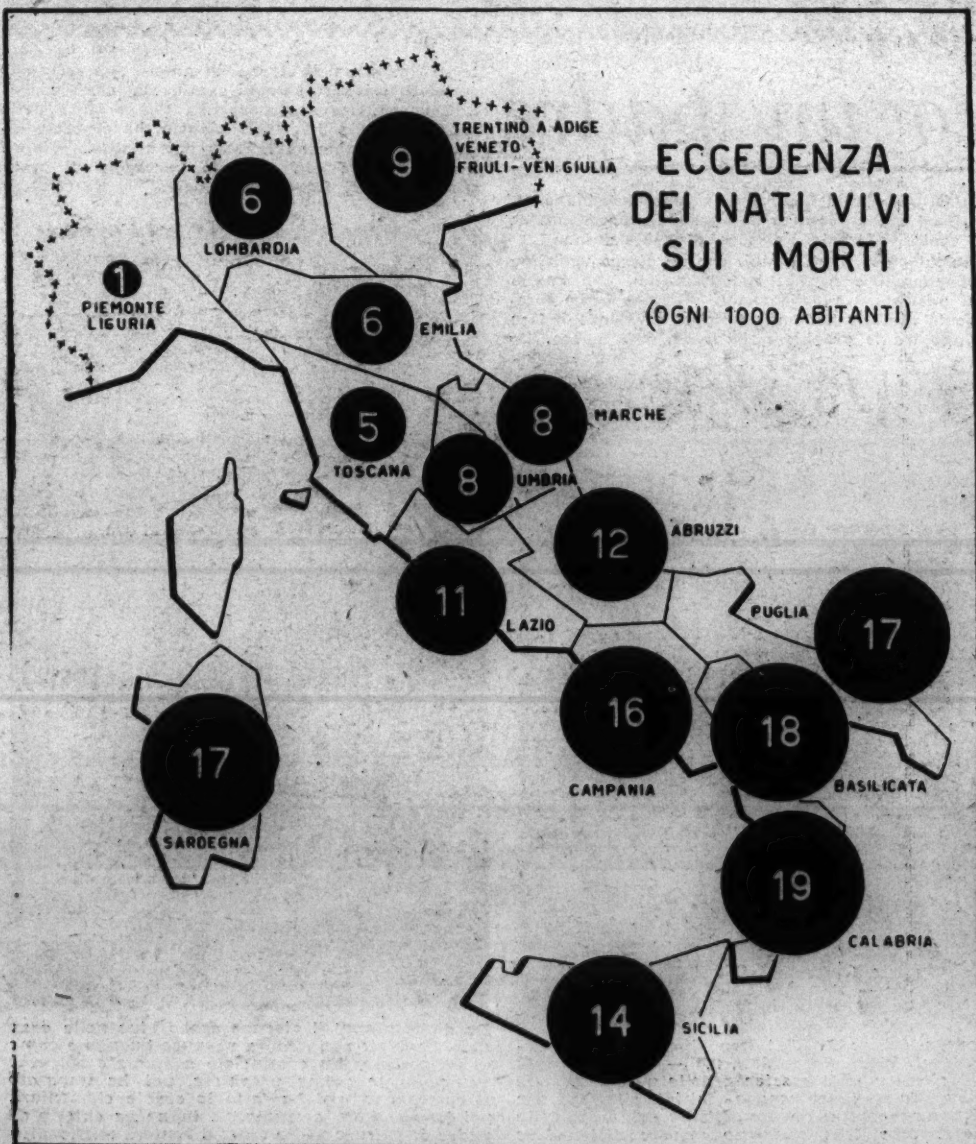 ECCEDENZA
DEI NATI VIVI
SUI MORTI
(OGNI 1000 ABITANTI)
9
TRENTINO A ADIGE
VENETO
FRIULI-VEN.GIULIA
6
LOMBARDIA
1
PIEMONTE
LIGURIA
6
EMILIA
5
TOSCANA
8
MARCHE
8
UMBRIA
12
ABRUZZI
11
LAZIO
PUGLIA
17
16
CAMPANIA
18
BASILICATA
17
SARDEGNA
19
CALABRIA
14
SICILIA